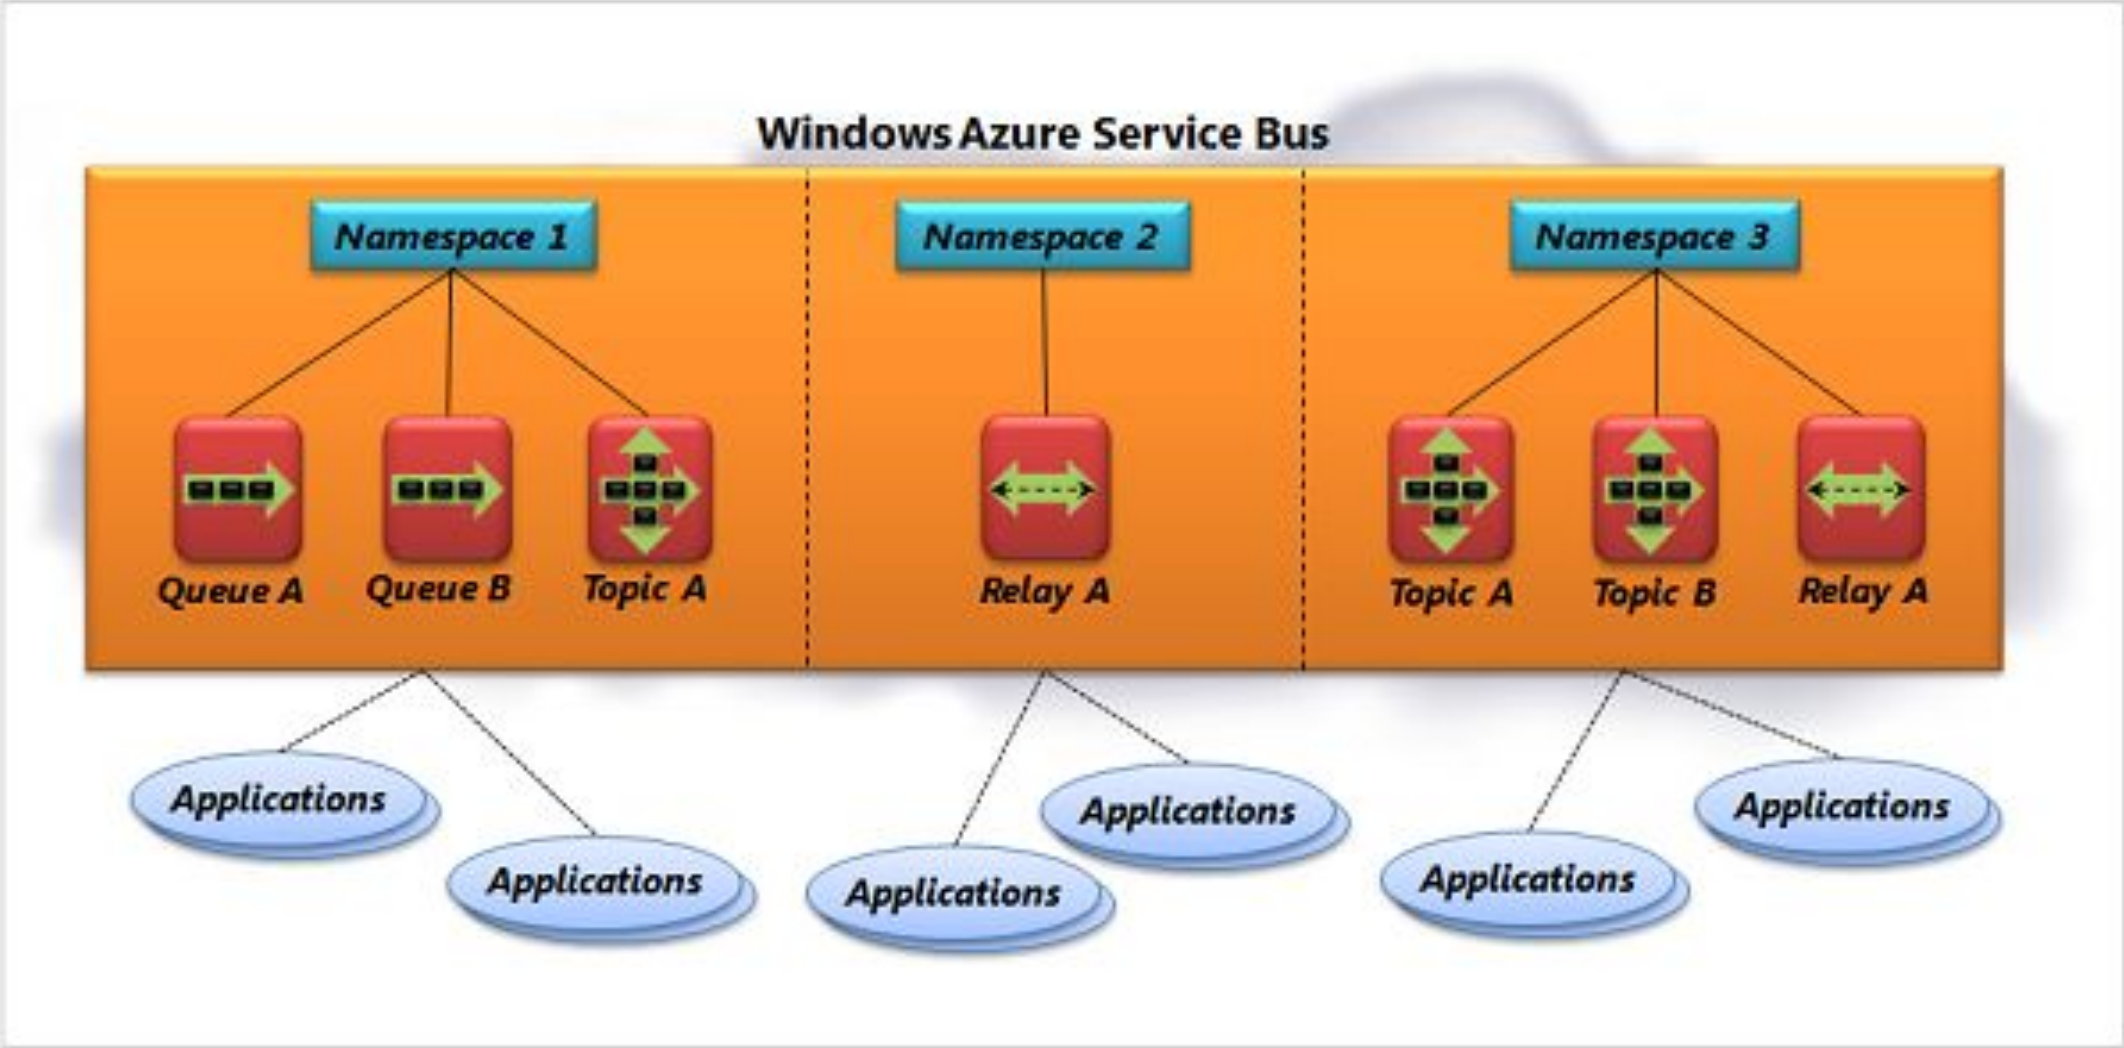 Windows Azure Service Bus
Namespace 1
Namespace 2
Namespace 3
Queue A
Queue B
Topic A
Relay A
Topic A
Topic B
Relay A
Applications
Applications
Applications
Applications
Applications
Applications